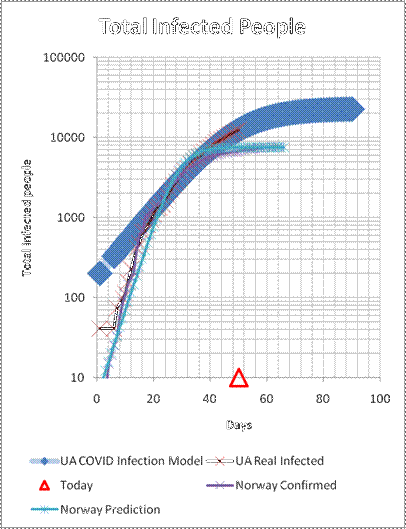 Total Infected People
100000
10000
1000
100
10
Total infected people
0 20 40 60 80 100
Days
UA COVID Infection Model UA Real Infected
Today Norway Confirmed
Norway Prediction